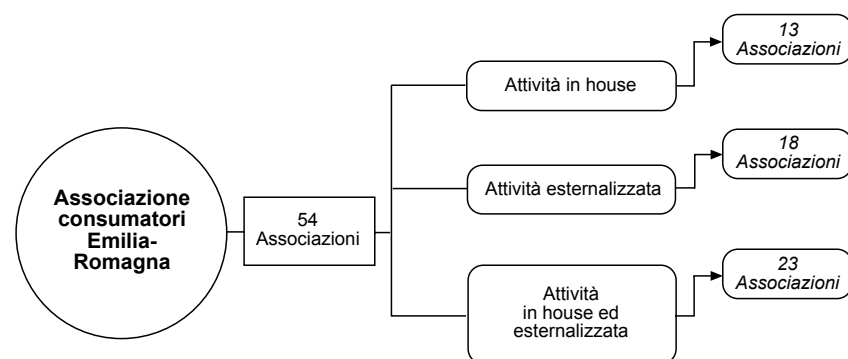 Associazione
consumatori
Emilia-
Romagna
54
Associazioni
Attività in house
13
Associazioni
Attività esternalizzata
18
Associazioni
Attività
in house ed
esternalizzata
23
Associazioni